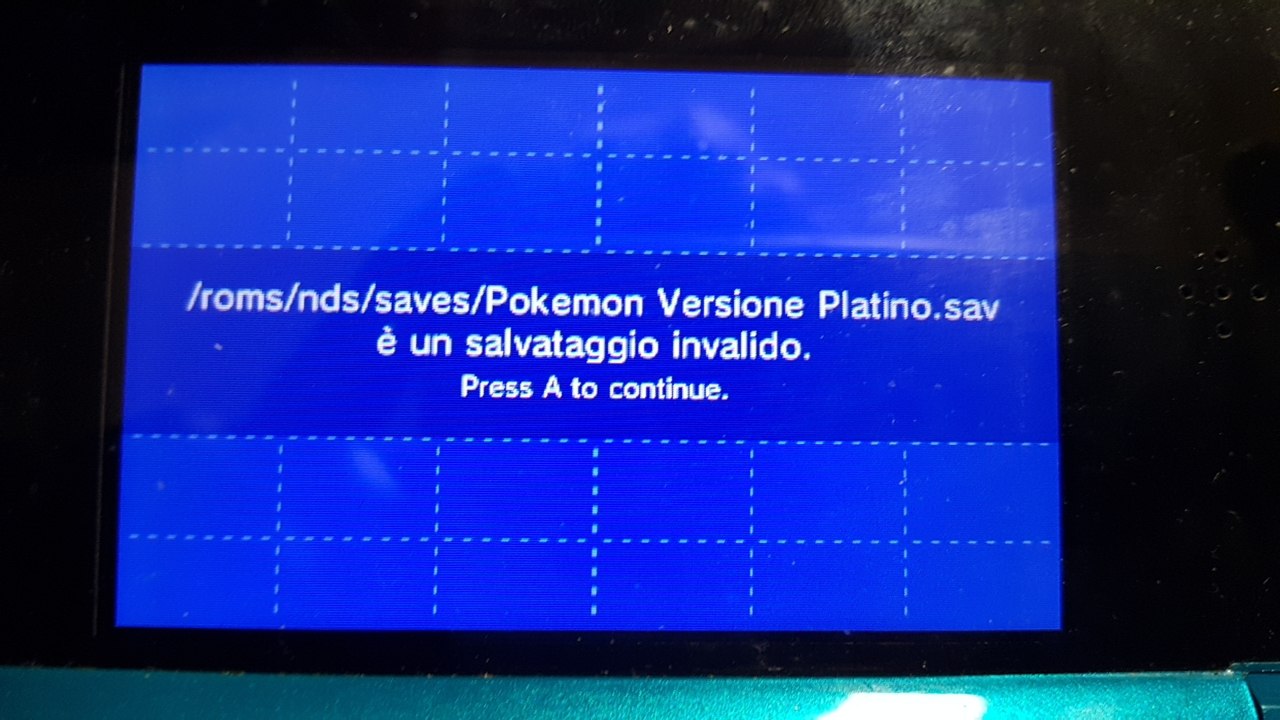 /roms/nds/saves/Pokemon Versione Platino.sav
è un salvataggio invalido.
Press A to continue.